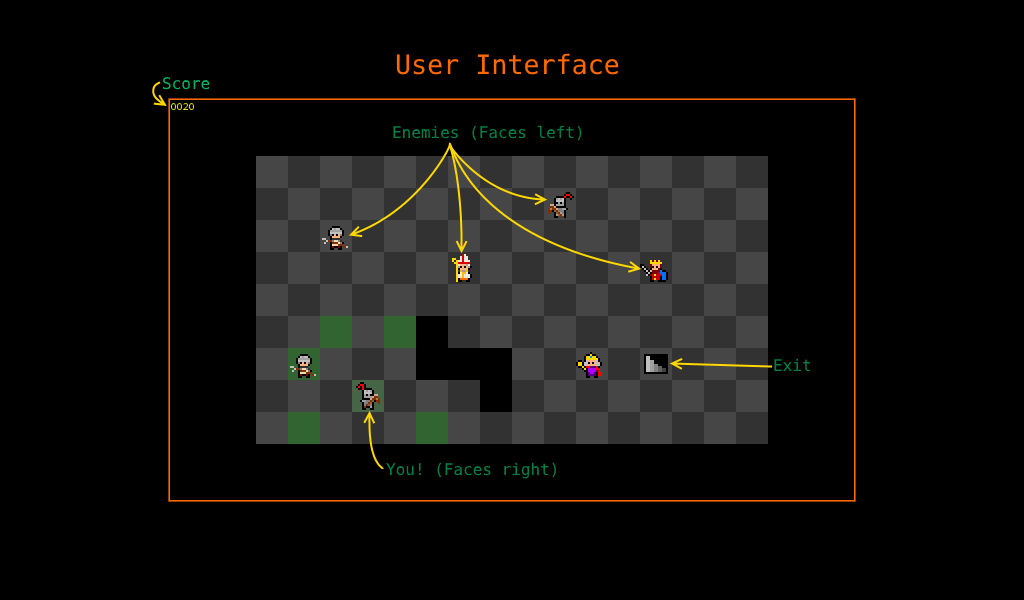 User Interface
Score
0020
Enemies (Faces left)
Exit
You! (Faces right)